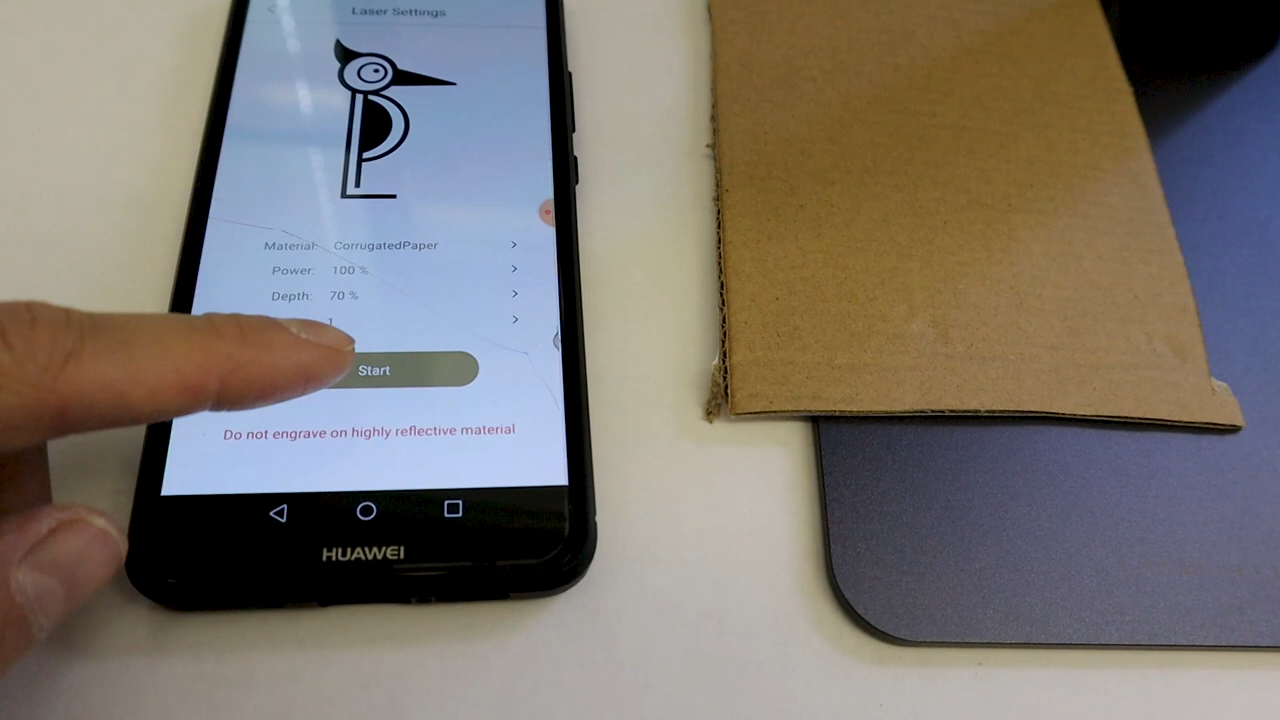 Laser Settings
Material: CorrugatedPaper
Power: 100 %
Depth: 70 %
1
Start
Do not engrave on highly reflective material
HUAWEI